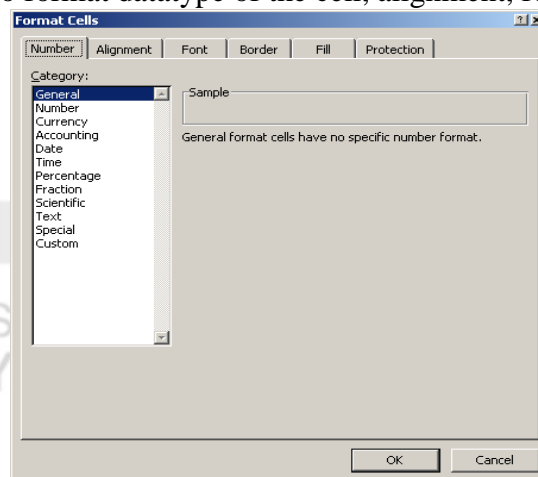 format datatype of the cell, alignment,
Format Cells
Number Alignment Font Border Fill Protection
Category:
General
Number
Currency
Accounting
Date
Time
Percentage
Fraction
Scientific
Text
Special
Custom
Sample
General format cells have no specific number format.
OK Cancel